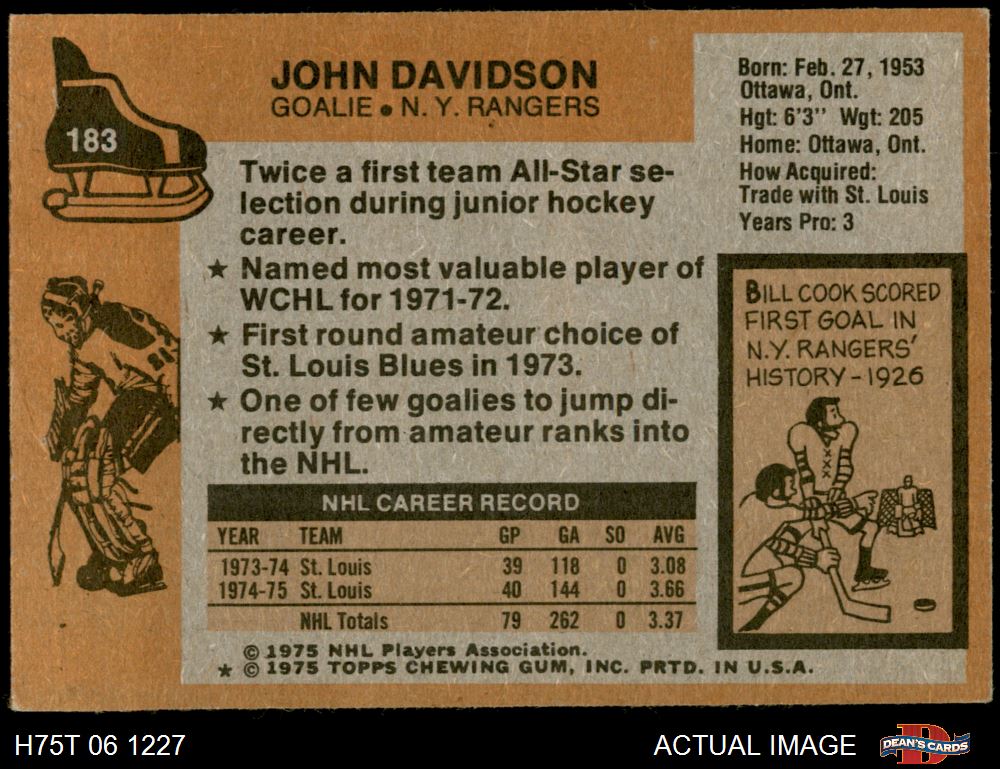 183
JOHN DAVIDSON
GOALIE • N. Y. RANGERS
Born: Feb. 27, 1953
Ottawa, Ont.
Hgt: 6'3" Wgt: 205
Home: Ottawa, Ont.
How Acquired:
Trade with St. Louis
Years Pro: 3
Twice a first team All-Star se-
lection during junior hockey
career.
★ Named most valuable player of
WCHL for 1971-72.
★ First round amateur choice of
St. Louis Blues in 1973.
★ One of few goalies to jump di-
rectly from amateur ranks into
the NHL.
BILL COOK SCORED
FIRST GOAL IN
N.Y. RANGERS'
HISTORY - 1926
NHL CAREER RECORD
YEAR TEAM GP GA SO AVG
1973-74 St. Louis 39 118 0 3.08
1974-75 St. Louis 40 144 0 3.66
NHL Totals 79 262 0 3.37
© 1975 NHL Players Association.
★ © 1975 TOPPS CHEWING GUM, INC. PRTD. IN U.S.A.
H75T 06 1227
ACTUAL IMAGE
DEAN'S CARDS